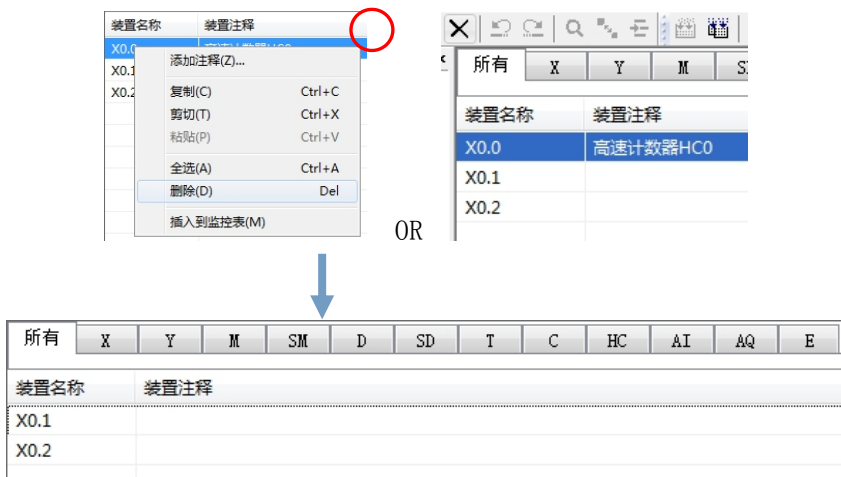 装置名称 装置注释
X0.0
X0.1
X0.2
添加注释(Z)...
复制(C) Ctrl+C
剪切(T) Ctrl+X
粘贴(P) Ctrl+V
全选(A) Ctrl+A
删除(D) Del
插入到监控表(M)
OR
所有 X Y M
装置名称 装置注释
X0.0 高速计数器HC0
X0.1
X0.2
所有 X Y M SM D SD T C HC AI AQ E
装置名称 装置注释
X0.1
X0.2